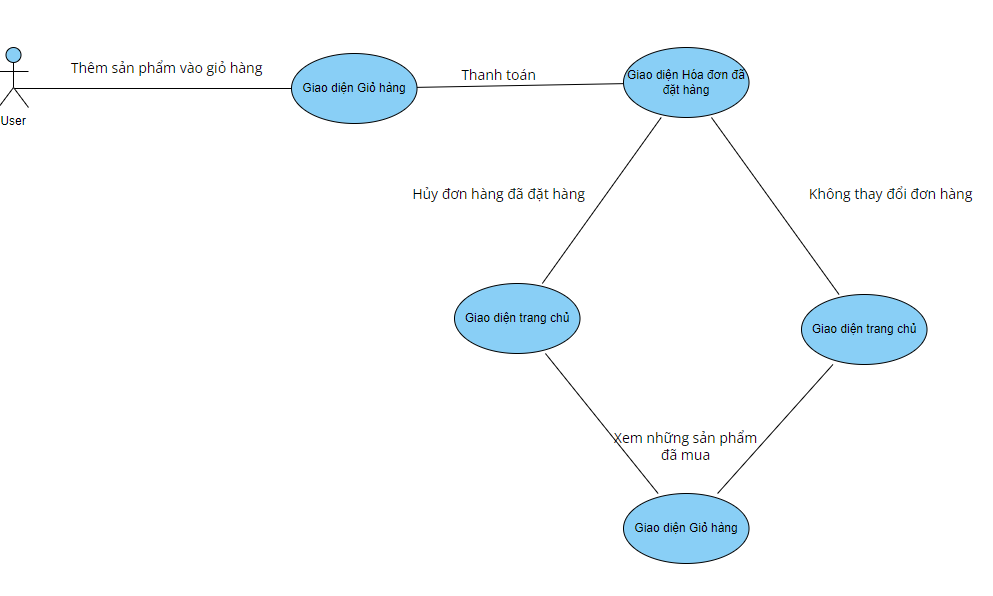 Thêm sản phẩm vào giỏ hàng
User
Giao diện Giỏ hàng
Thanh toán
Giao diện Hóa đơn đã
đặt hàng
Hủy đơn hàng đã đặt hàng
Không thay đổi đơn hàng
Giao diện trang chủ
Giao diện trang chủ
Xem những sản phẩm
đã mua
Giao diện Giỏ hàng